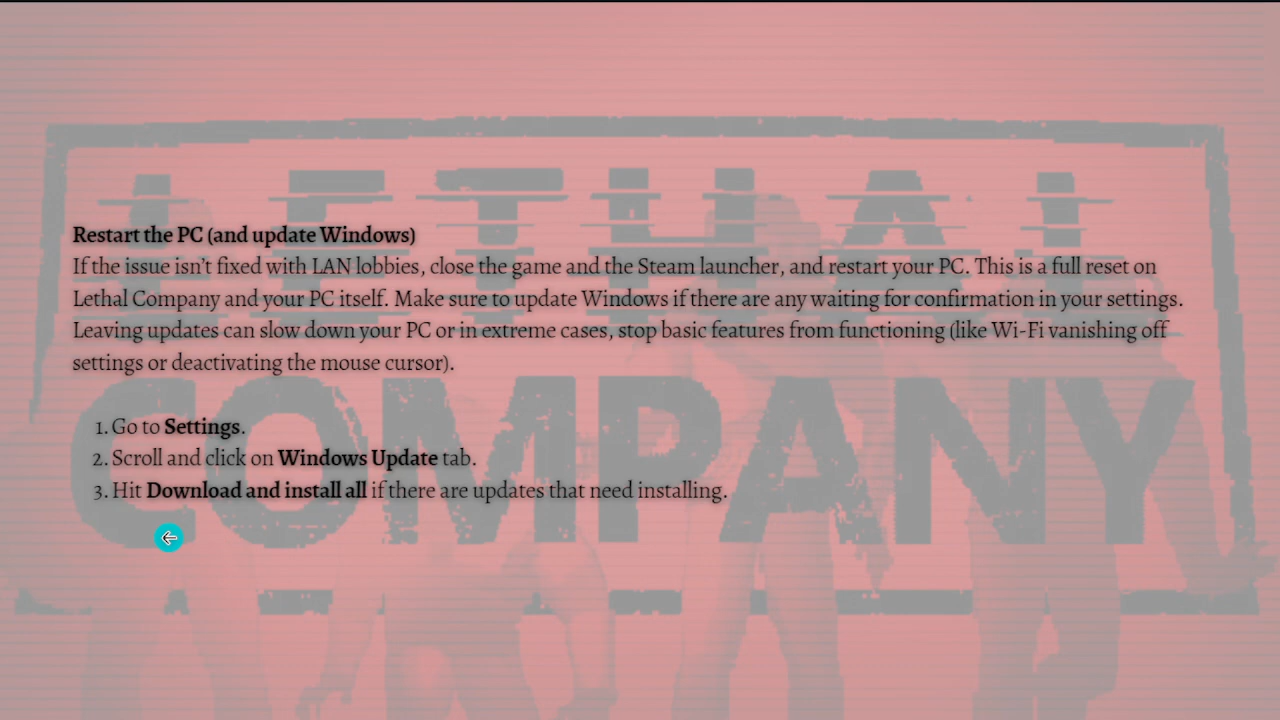 LETHAL
COMPANY
Restart the PC (and update Windows)
If the issue isn't fixed with LAN lobbies, close the game and the Steam launcher, and restart your PC. This is a full reset on
Lethal Company and your PC itself. Make sure to update Windows if there are any waiting for confirmation in your settings.
Leaving updates can slow down your PC or in extreme cases, stop basic features from functioning (like Wi-Fi vanishing off
settings or deactivating the mouse cursor).
1. Go to Settings.
2. Scroll and click on Windows Update tab.
3. Hit Download and install all if there are updates that need installing.